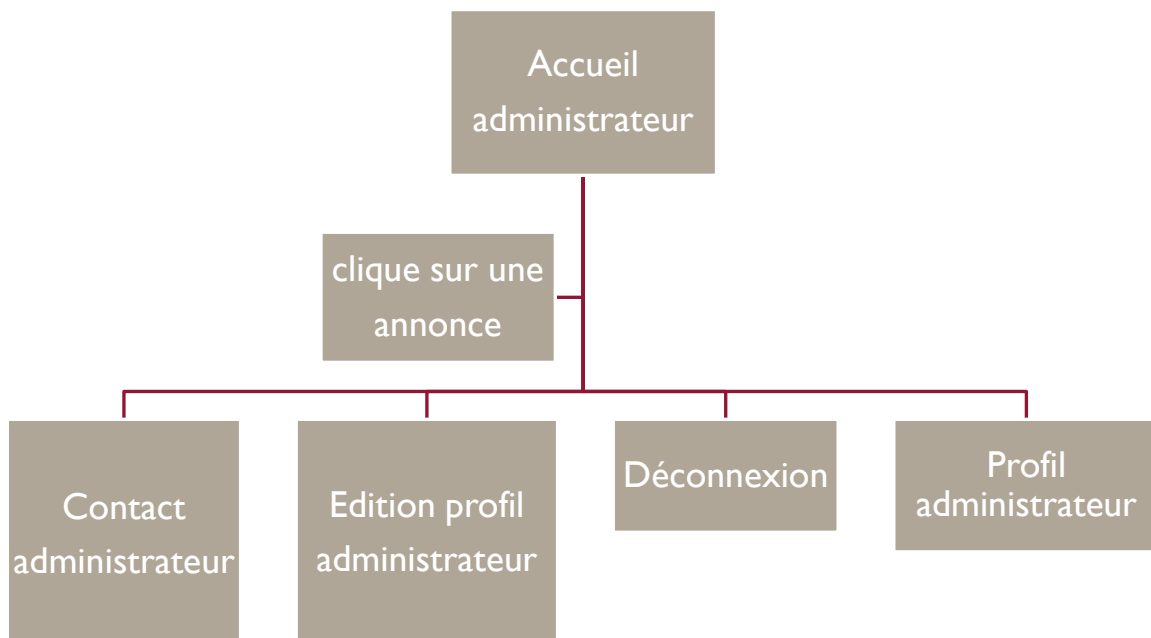 Accueil
administrateur
clique sur une
annonce
Contact
administrateur
Edition profil
administrateur
Déconnexion
Profil
administrateur